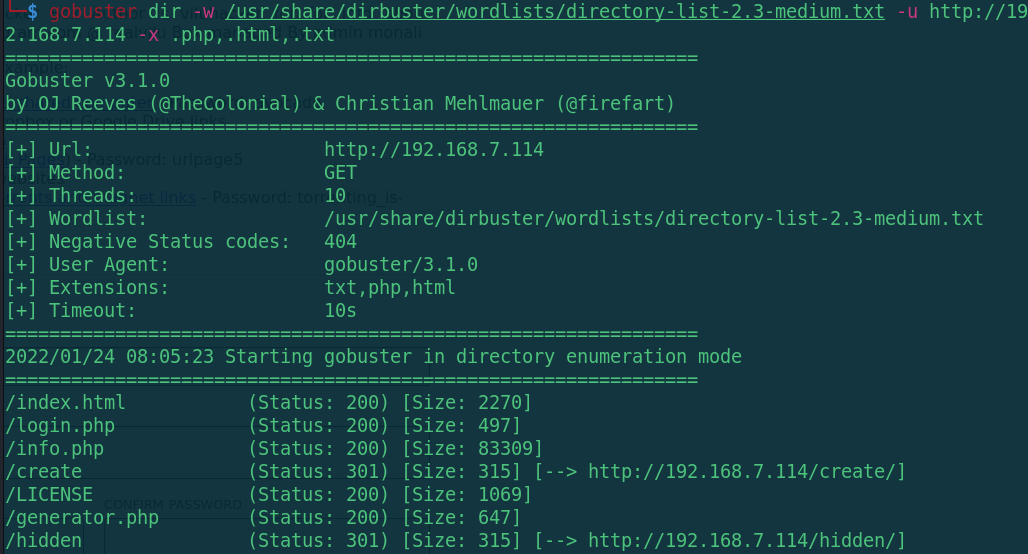 └─$ gobuster dir -w /usr/share/dirbuster/wordlists/directory-list-2.3-medium.txt -u http://19
2.168.7.114 -x .php,.html,.txt
===============================================================
Gobuster v3.1.0
by OJ Reeves (@TheColonial) & Christian Mehlmauer (@firefart)
===============================================================
[+] Url:                     http://192.168.7.114
[+] Method:                  GET
[+] Threads:                 10
[+] Wordlist:                /usr/share/dirbuster/wordlists/directory-list-2.3-medium.txt
[+] Negative Status codes:   404
[+] User Agent:              gobuster/3.1.0
[+] Extensions:              txt,php,html
[+] Timeout:                 10s
===============================================================
2022/01/24 08:05:23 Starting gobuster in directory enumeration mode
===============================================================
/index.html           (Status: 200) [Size: 2270]
/login.php            (Status: 200) [Size: 497]
/info.php             (Status: 200) [Size: 83309]
/create               (Status: 301) [Size: 315] [--> http://192.168.7.114/create/]
/LICENSE              (Status: 200) [Size: 1069]
CONFIRM PASSWORD
/generator.php        (Status: 200) [Size: 647]
/hidden               (Status: 301) [Size: 315] [--> http://192.168.7.114/hidden/]